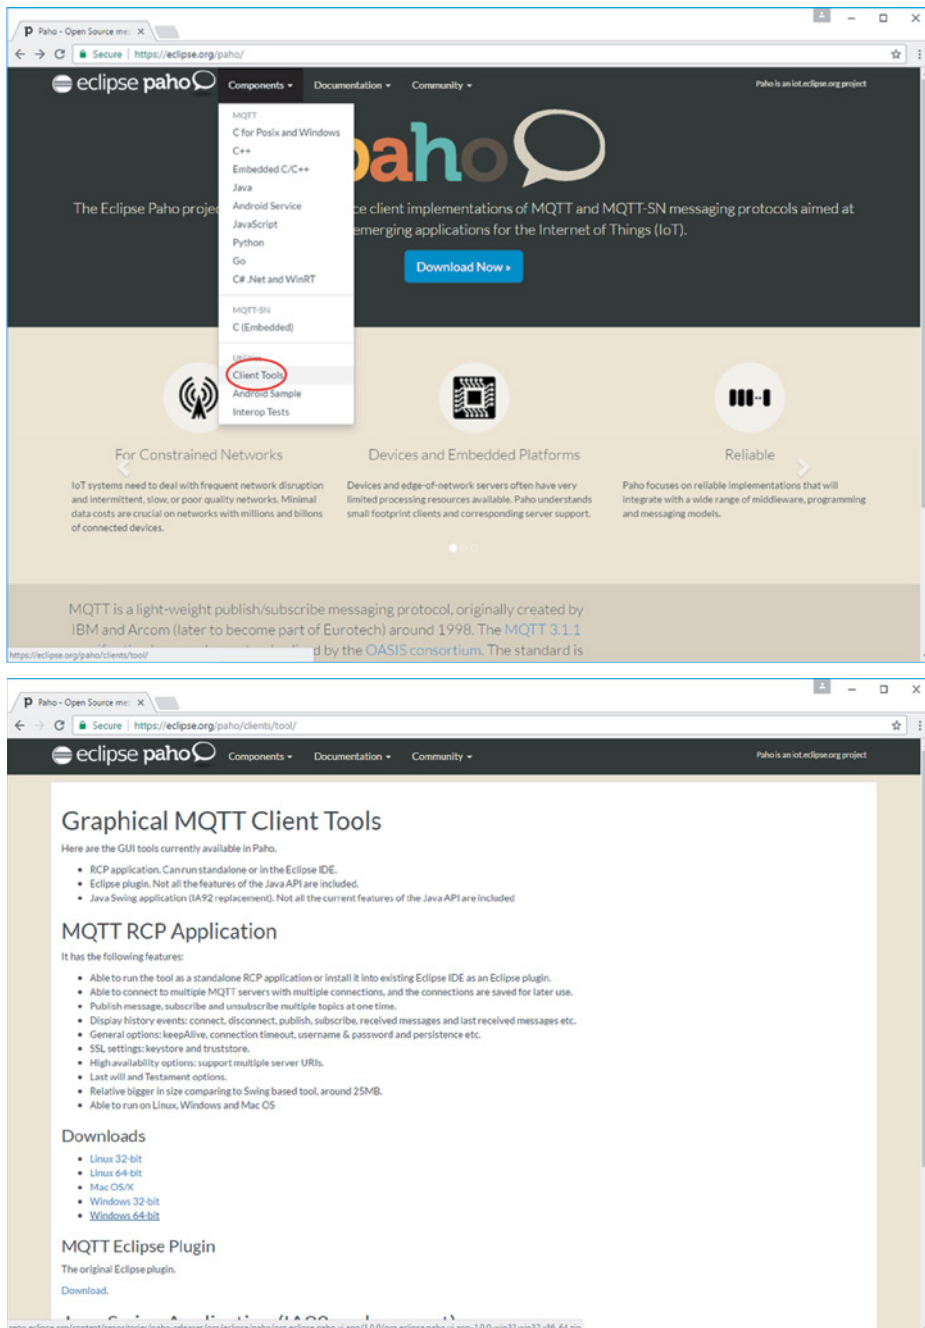 Paho - Open Source me
Secure | https://eclipse.org/paho/
eclipse paho
Components
Documentation
Community
Paho is an iot.eclipse.org project
MQTT
C for Posix and Windows
C++
Embedded C/C++
Java
Android Service
JavaScript
Python
Go
C# .Net and WinRT
MQTT-SN
C (Embedded)
Utilities
Client Tools
Android Sample
Interop Tests
paho
The Eclipse Paho projec ce client implementations of MQTT and MQTT-SN messaging protocols aimed at
emerging applications for the Internet of Things (IoT).
Download Now »
For Constrained Networks
IoT systems need to deal with frequent network disruption
and intermittent, slow, or poor quality networks. Minimal
data costs are crucial on networks with millions and billons
of connected devices.
Devices and Embedded Platforms
Devices and edge-of-network servers often have very
limited processing resources available. Paho understands
small footprint clients and corresponding server support.
Reliable
Paho focuses on reliable implementations that will
integrate with a wide range of middleware, programming
and messaging models.
MQTT is a light-weight publish/subscribe messaging protocol, originally created by
IBM and Arcom (later to become part of Eurotech) around 1998. The MQTT 3.1.1
by the OASIS consortium. The standard is
https://eclipse.org/paho/clients/tool/
Paho - Open Source me
Secure | https://eclipse.org/paho/clients/tool/
eclipse paho
Components
Documentation
Community
Paho is an iot.eclipse.org project
Graphical MQTT Client Tools
Here are the GUI tools currently available in Paho.
• RCP application. Can run standalone or in the Eclipse IDE.
• Eclipse plugin. Not all the features of the Java API are included.
• Java Swing application (IA92 replacement). Not all the current features of the Java API are included
MQTT RCP Application
It has the following features:
• Able to run the tool as a standalone RCP application or install it into existing Eclipse IDE as an Eclipse plugin.
• Able to connect to multiple MQTT servers with multiple connections, and the connections are saved for later use.
• Publish message, subscribe and unsubscribe multiple topics at one time.
• Display history events: connect, disconnect, publish, subscribe, received messages and last received messages etc.
• General options: keepAlive, connection timeout, username & password and persistence etc.
• SSL settings: keystore and truststore.
• High availability options: support multiple server URIs.
• Last will and Testament options.
• Relative bigger in size comparing to Swing based tool, around 25MB.
• Able to run on Linux, Windows and Mac OS
Downloads
• Linux 32-bit
• Linux 64-bit
• Mac OS/X
• Windows 32-bit
• Windows 64-bit
MQTT Eclipse Plugin
The original Eclipse plugin.
Download.